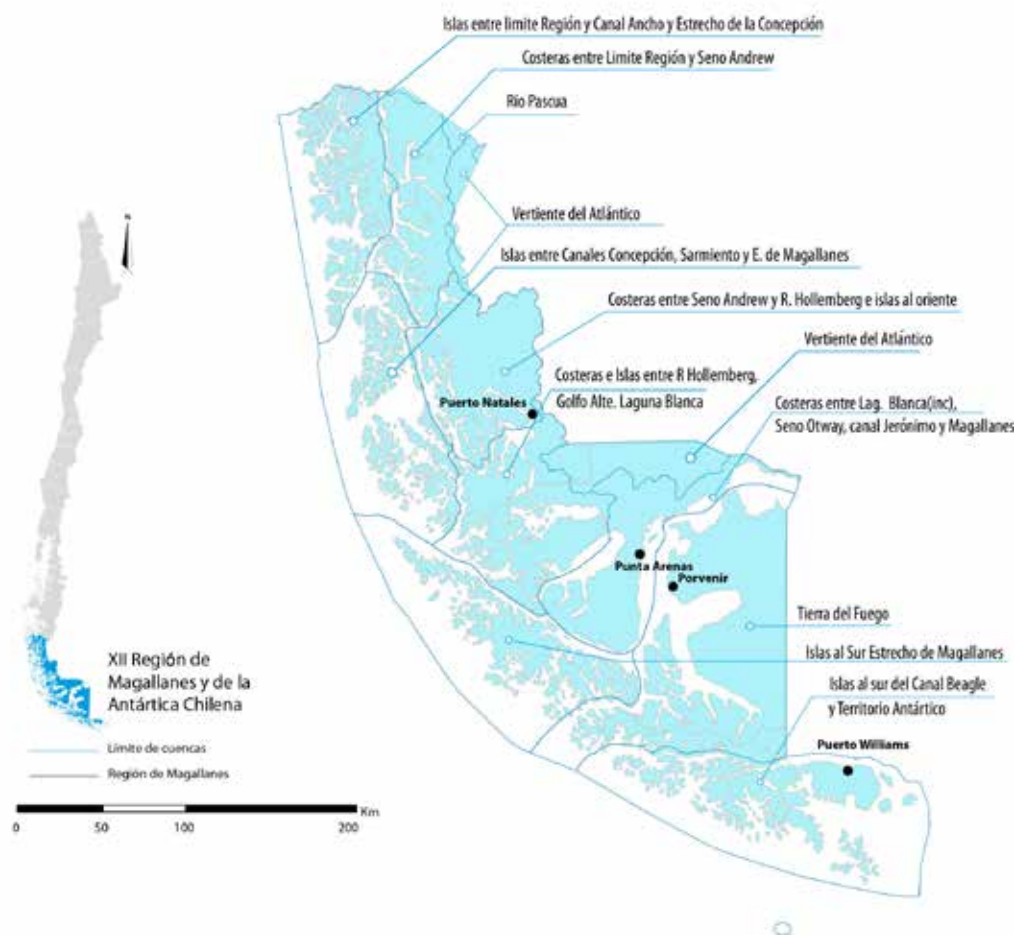 Islas entre limite Región y Canal Ancho y Estrecho de la Concepción
Costeras entre Limite Región y Seno Andrew
Río Pascua
Vertiente del Atlántico
Islas entre Canales Concepción, Sarmiento y E. de Magallanes
Costeras entre Seno Andrew y R. Hollemberg e islas al oriente
Vertiente del Atlántico
Costeras e Islas entre R Hollemberg,
Golfo Alte. Laguna Blanca
Costeras entre Lag. Blanca(inc),
Seno Otway, canal Jerónimo y Magallanes
Puerto Natales
Punta Arenas
Porvenir
Tierra del Fuego
Islas al Sur Estrecho de Magallanes
Islas al sur del Canal Beagle
y Territorio Antártico
Puerto Williams
N
XII Región de
Magallanes y de la
Antártica Chilena
Límite de cuencas
Región de Magallanes
Km
0 50 100 200